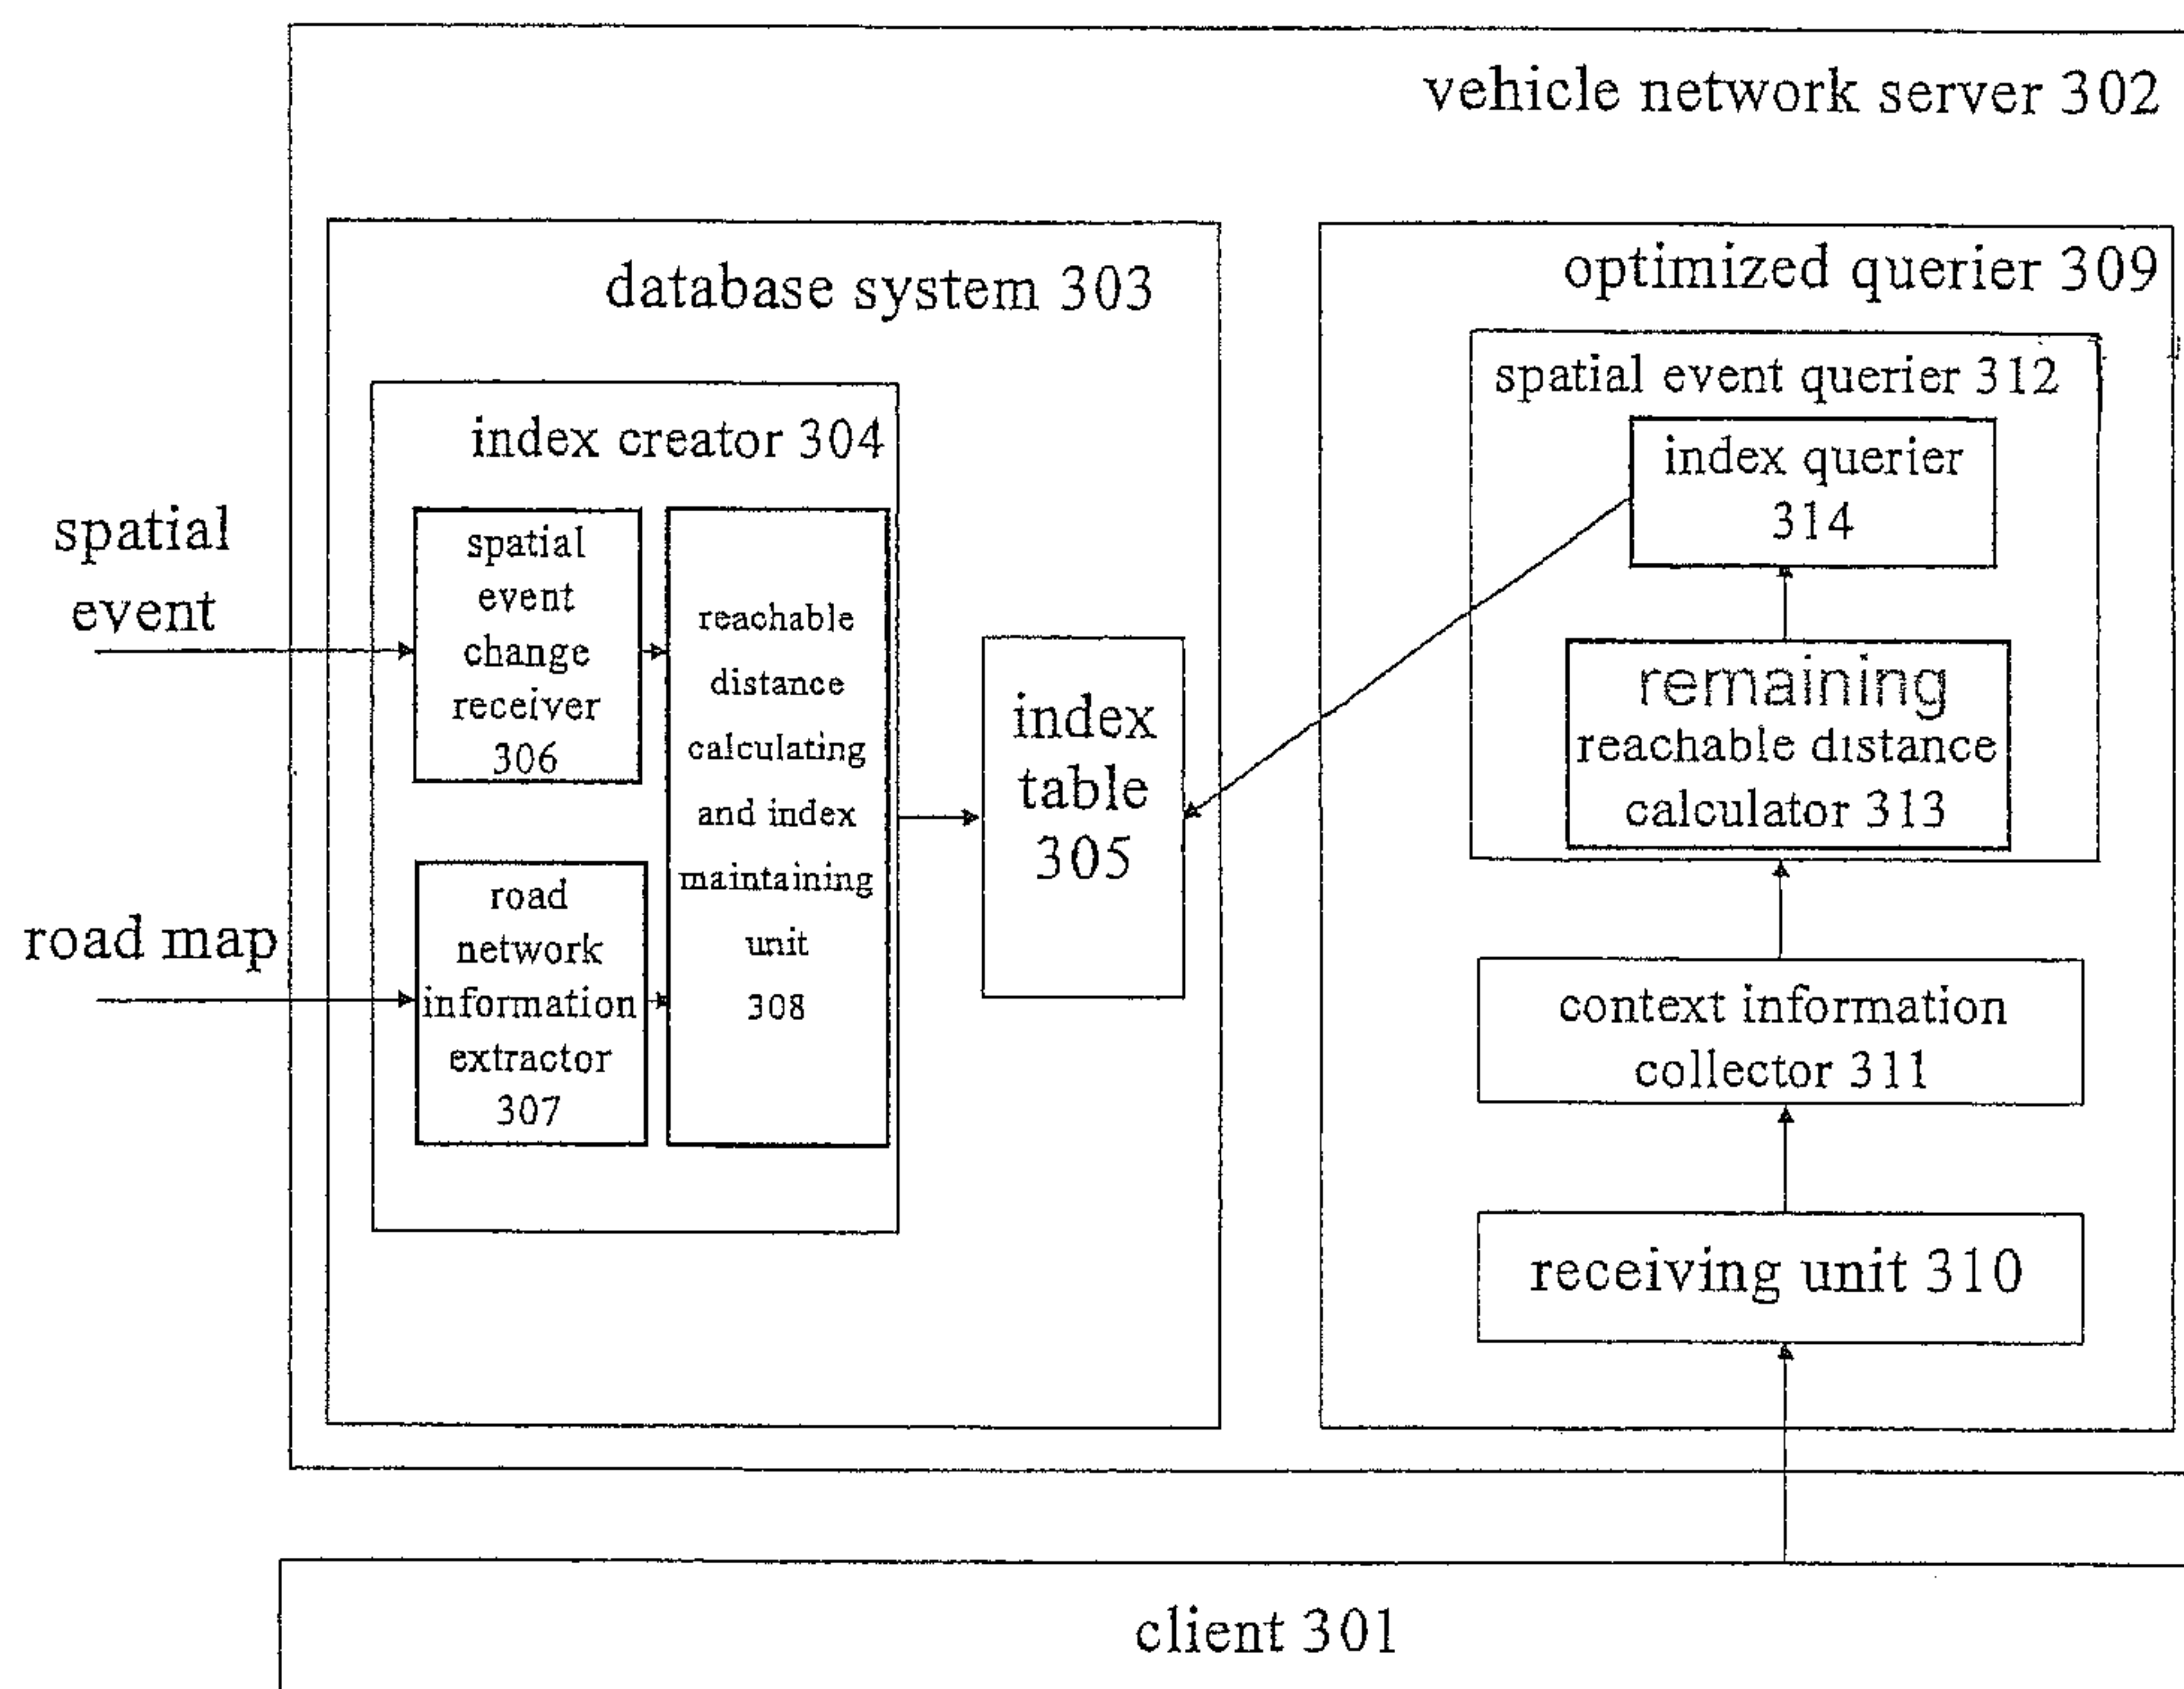 vehicle network server 302
database system 303
index creator 304
spatial
event
spatial
event
change
receiver
306
road map
road
network
information
extractor
307
reachable
distance
calculating
and index
maintaining
unit
308
index
table
305
optimized querier 309
spatial event querier 312
index querier
314
remaining
reachable distance
calculator 313
context information
collector 311
receiving unit 310
client 301